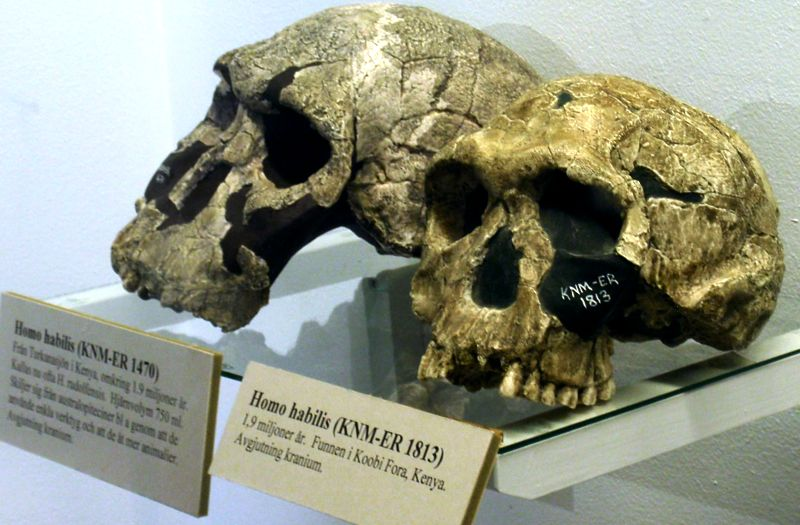 Homo habilis (KNM-ER 1470)
Från Turkanasjön i Kenya, omkring 1.9 miljoner år.
Kallas nu ofta H. rudolfensis. Hjärnvolym 750 ml.
Skiljer sig från australopiteciner bl a genom att de
använde enkla verktyg och att de åt mer animalier.
Avgjutning kranium.
Homo habilis (KNM-ER 1813)
1,9 miljoner år. Funnen i Koobi Fora, Kenya.
Avgjutning kranium.
KNM-ER
1813